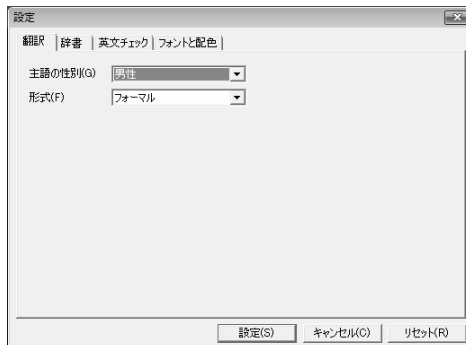 設定
翻訳 辞書 英文チェック フォントと配色
主語の性別(G) 男性
形式(F) フォーマル
設定(S) キャンセル(C) リセット(R)